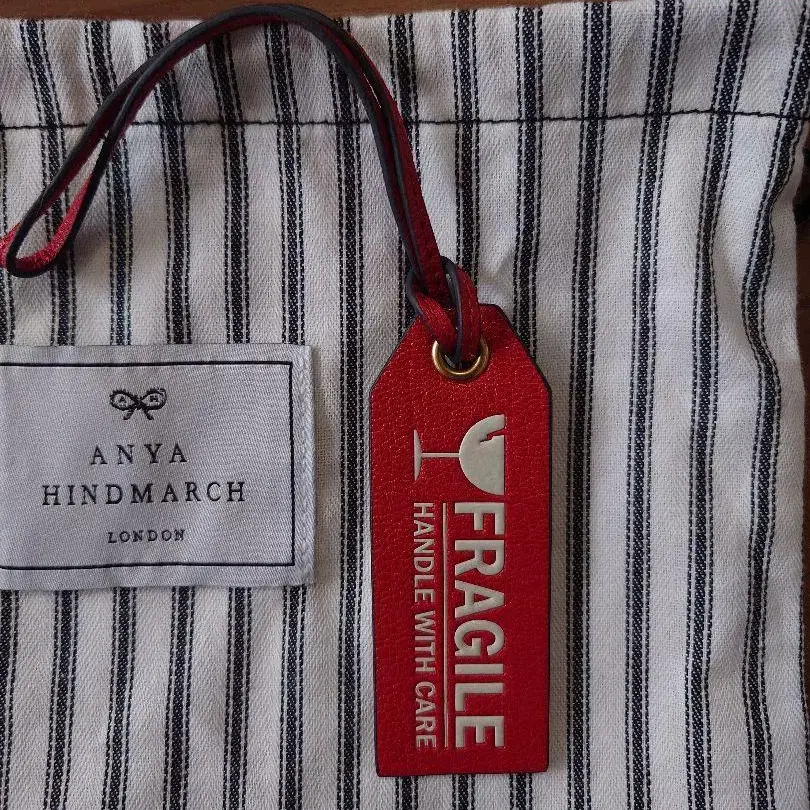 ANYA
HINDMARCH
LONDON
FRAGILE
HANDLE WITH CARE